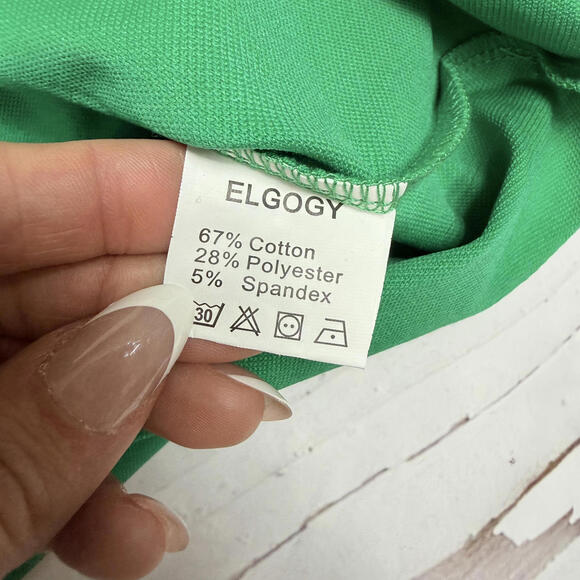 ELGOGY
67% Cotton
28% Polyester
5% Spandex
30